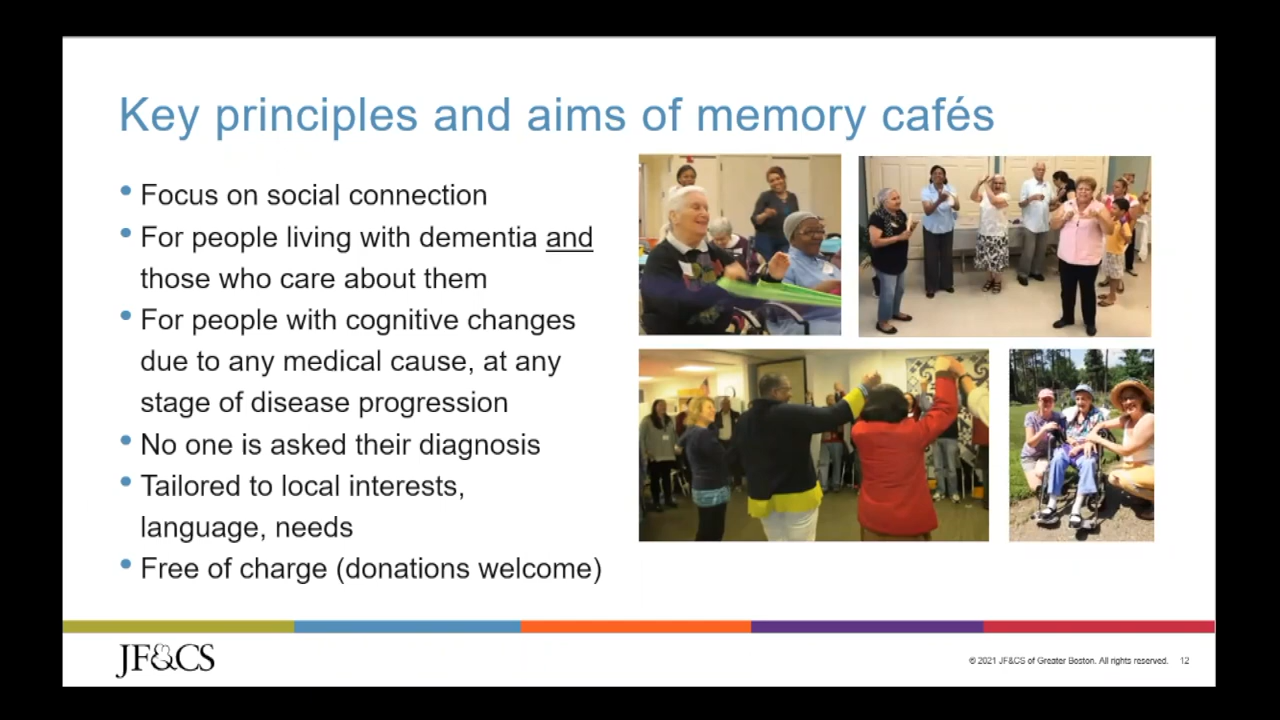 Key principles and aims of memory cafés
• Focus on social connection
• For people living with dementia and
those who care about them
• For people with cognitive changes
due to any medical cause, at any
stage of disease progression
• No one is asked their diagnosis
• Tailored to local interests,
language, needs
• Free of charge (donations welcome)
JF&CS
© 2021 JF&CS of Greater Boston. All rights reserved. 12